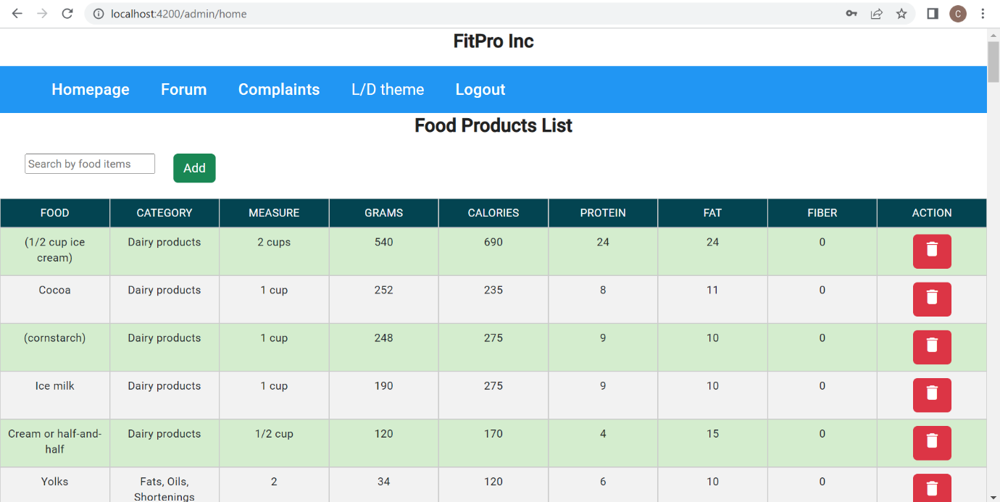 localhost:4200/admin/home
C
FitPro Inc
Homepage Forum Complaints L/D theme Logout
Food Products List
Search by food items Add
FOOD CATEGORY MEASURE GRAMS CALORIES PROTEIN FAT FIBER ACTION
(1/2 cup ice Dairy products 2 cups 540 690 24 24 0
cream)
Cocoa Dairy products 1 cup 252 235 8 11 0
(cornstarch) Dairy products 1 cup 248 275 9 10 0
Ice milk Dairy products 1 cup 190 275 9 10 0
Cream or half-and- Dairy products 1/2 cup 120 170 4 15 0
half
Yolks Fats, Oils, 2 34 120 6 10 0
Shortenings